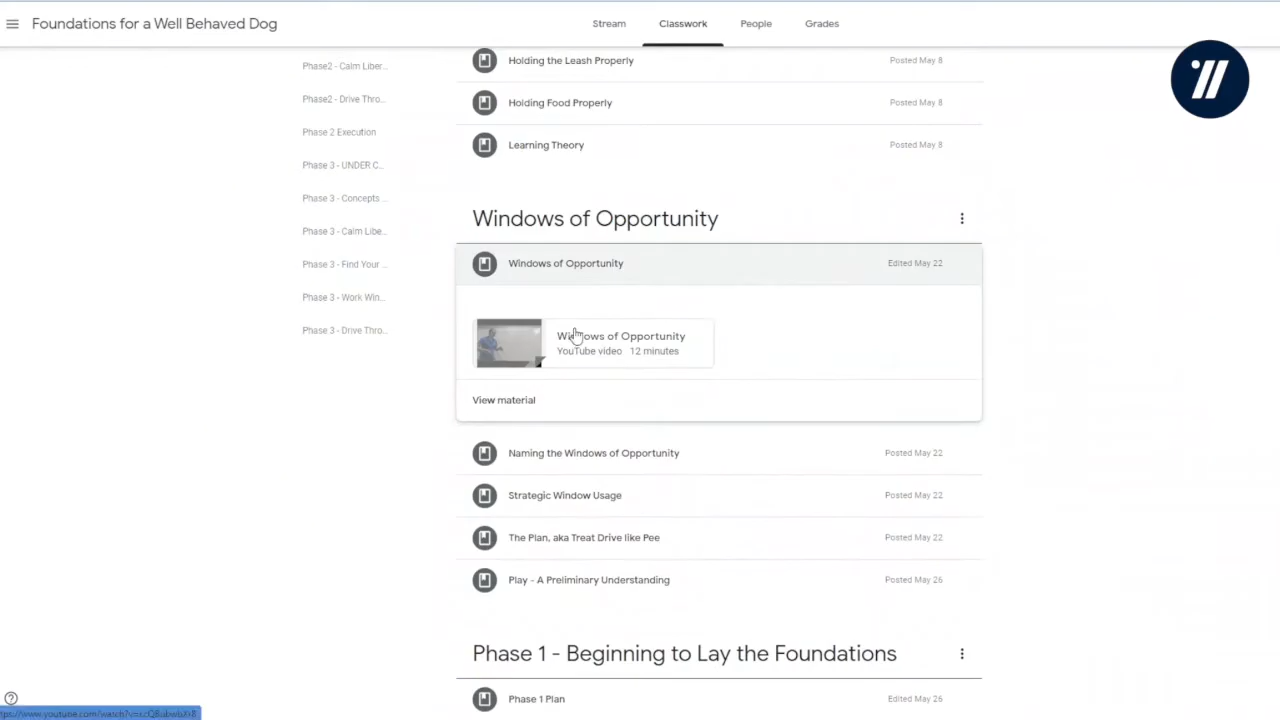 Foundations for a Well Behaved Dog
Stream
Classwork
People
Grades
Phase2 - Calm Liber...
Phase2 - Drive Thro...
Phase 2 Execution
Phase 3 - UNDER C...
Phase 3 - Concepts ...
Phase 3 - Calm Libe...
Phase 3 - Find Your ...
Phase 3 - Work Win...
Phase 3 - Drive Thro...
Holding the Leash Properly Posted May 8
Holding Food Properly Posted May 8
Learning Theory Posted May 8
Windows of Opportunity
Windows of Opportunity Edited May 22
Windows of Opportunity
YouTube video 12 minutes
View material
Naming the Windows of Opportunity Posted May 22
Strategic Window Usage Posted May 22
The Plan, aka Treat Drive like Pee Posted May 22
Play - A Preliminary Understanding Posted May 26
Phase 1 - Beginning to Lay the Foundations
Phase 1 Plan Edited May 26